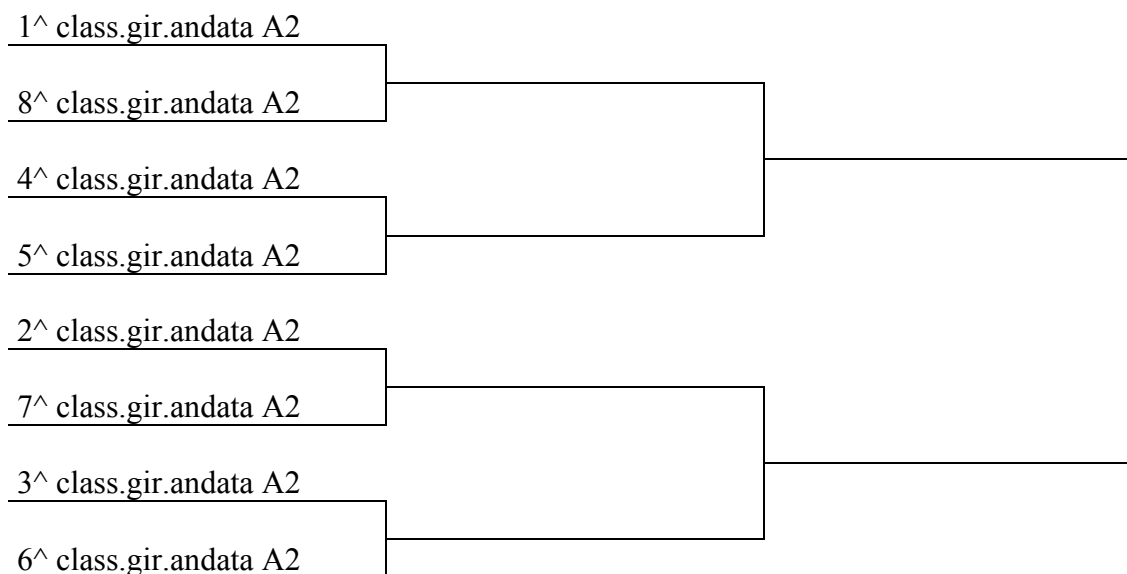 1^ class.gir.andata A2
8^ class.gir.andata A2
4^ class.gir.andata A2
5^ class.gir.andata A2
2^ class.gir.andata A2
7^ class.gir.andata A2
3^ class.gir.andata A2
6^ class.gir.andata A2